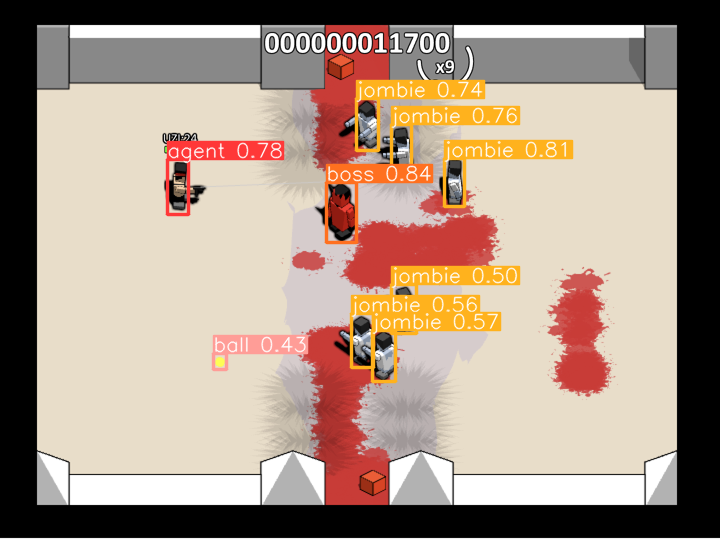 000000011700
x9
jombie 0.74
jombie 0.76
UZI:24
agent 0.78
jombie 0.81
boss 0.84
jombie 0.50
jombie 0.56
jombie 0.57
ball 0.43